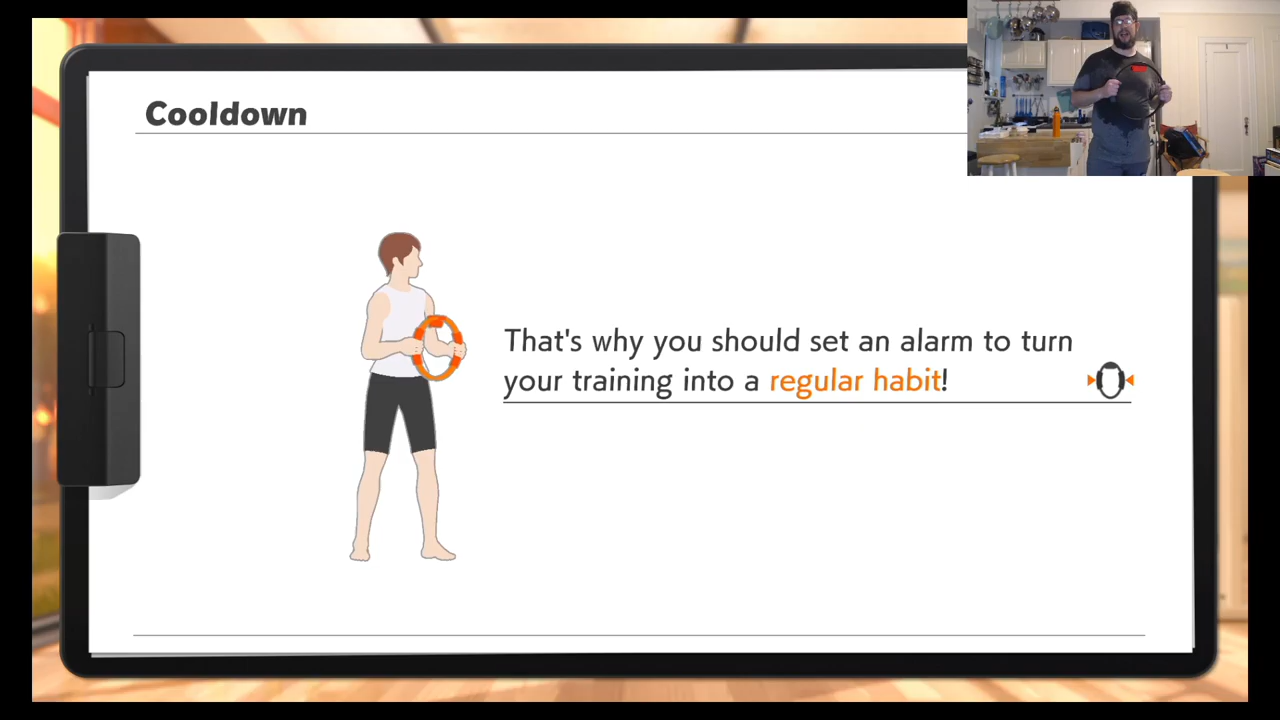 Cooldown
That's why you should set an alarm to turn
your training into a regular habit!